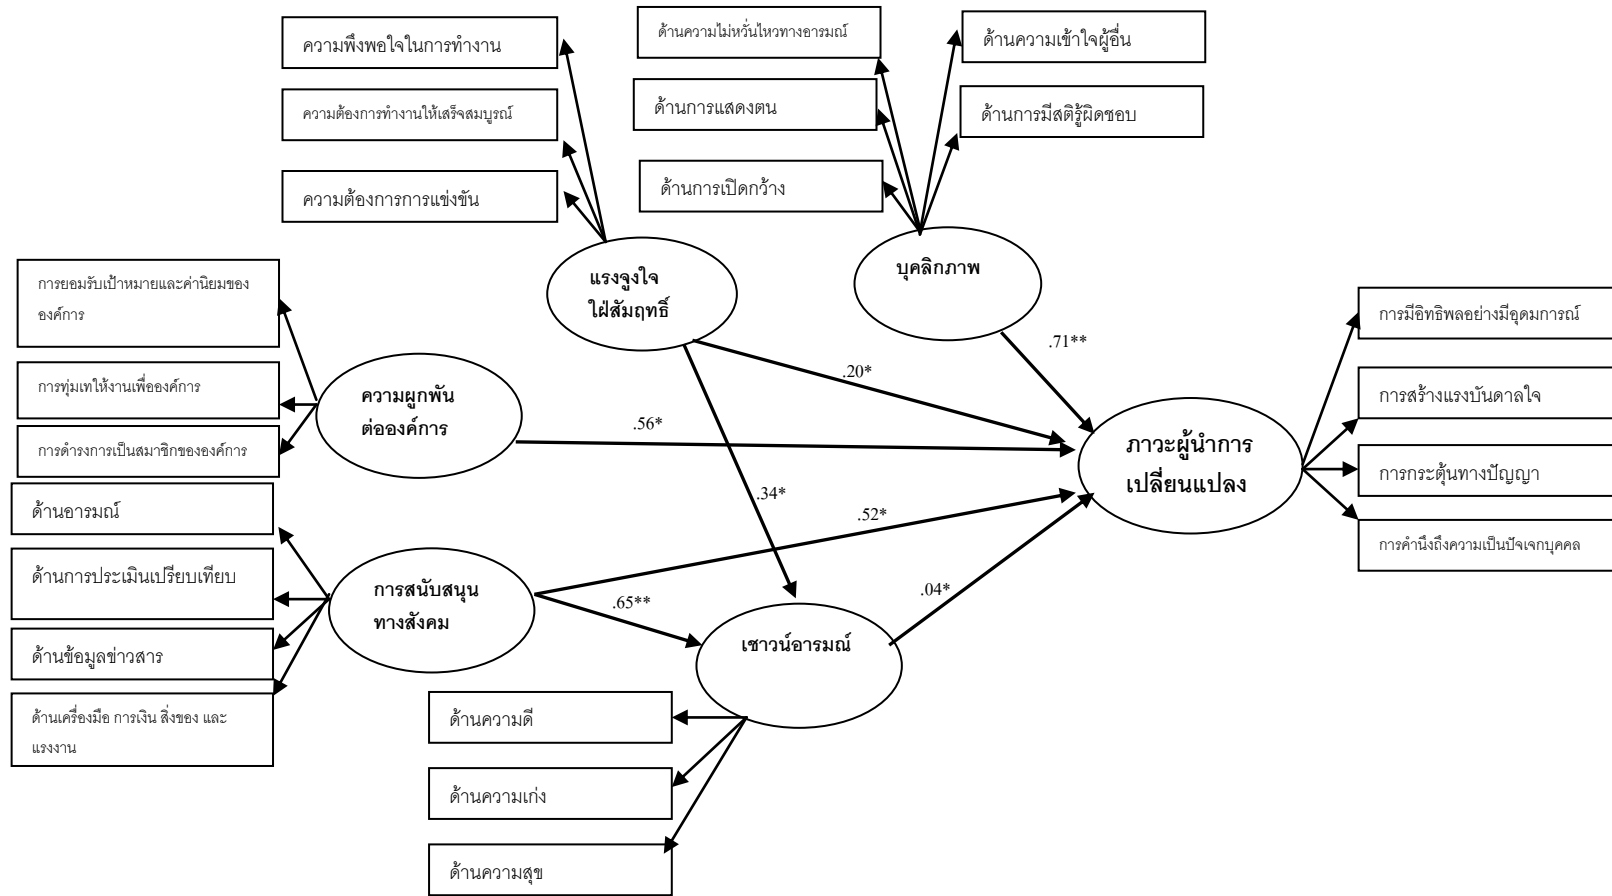 ความพึงพอใจในการทำงาน
ความต้องการทำงานให้เสร็จสมบูรณ์
ความต้องการการแข่งขัน
ด้านความไม่หวั่นไหวทางอารมณ์
ด้านการแสดงตน
ด้านการเปิดกว้าง
ด้านความเข้าใจผู้อื่น
ด้านการมีสติรู้ผิดชอบ
แรงจูงใจ
ใฝ่สัมฤทธิ์
บุคลิกภาพ
การยอมรับเป้าหมายและค่านิยมของ
องค์การ
การทุ่มเทให้งานเพื่อองค์การ
การดำรงการเป็นสมาชิกขององค์การ
ความผูกพัน
ต่อองค์การ
.71**
.20*
.56*
.34*
.52*
.65**
.04*
ภาวะผู้นำการ
เปลี่ยนแปลง
การมีอิทธิพลอย่างมีอุดมการณ์
การสร้างแรงบันดาลใจ
การกระตุ้นทางปัญญา
การคำนึงถึงความเป็นปัจเจกบุคคล
ด้านอารมณ์
ด้านการประเมินเปรียบเทียบ
ด้านข้อมูลข่าวสาร
ด้านเครื่องมือ การเงิน สิ่งของ และ
แรงงาน
การสนับสนุน
ทางสังคม
เชาวน์อารมณ์
ด้านความดี
ด้านความเก่ง
ด้านความสุข